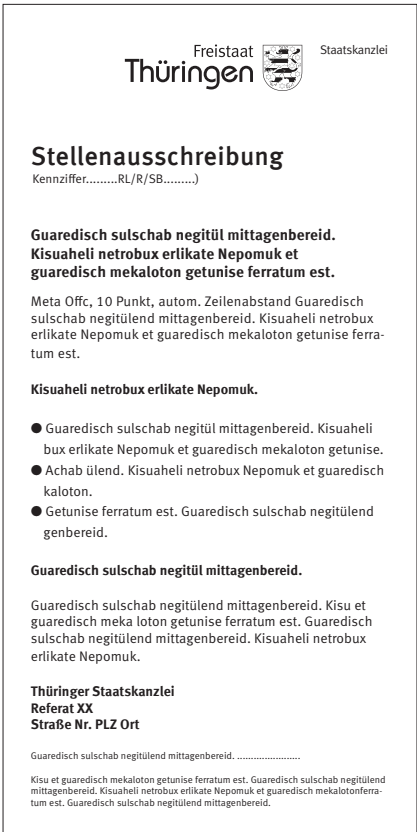 Freistaat
Thüringen
Staatskanzlei
Stellenausschreibung
Kennziffer.........RL/R/SB.........)
Guaredisch sulschab negitül mittagenbereid.
Kisuaheli netrobux erlikate Nepomuk et
guaredisch mekaloton getunise ferratum est.
Meta Offc, 10 Punkt, autom. Zeilenabstand Guaredisch
sulschab negitülend mittagenbereid. Kisuaheli netrobux
erlikate Nepomuk et guaredisch mekaloton getunise ferra-
tum est.
Kisuaheli netrobux erlikate Nepomuk.
● Guaredisch sulschab negitül mittagenbereid. Kisuaheli
bux erlikate Nepomuk et guaredisch mekaloton getunise.
● Achab ülend. Kisuaheli netrobux Nepomuk et guaredisch
kaloton.
● Getunise ferratum est. Guaredisch sulschab negitülend
genbereid.
Guaredisch sulschab negitül mittagenbereid.
Guaredisch sulschab negitülend mittagenbereid. Kisu et
guaredisch meka loton getunise ferratum est. Guaredisch
sulschab negitülend mittagenbereid. Kisuaheli netrobux
erlikate Nepomuk.
Thüringer Staatskanzlei
Referat XX
Straße Nr. PLZ Ort
Guaredisch sulschab negitülend mittagenbereid. .......................
Kisu et guaredisch mekaloton getunise ferratum est. Guaredisch sulschab negitülend
mittagenbereid. Kisuaheli netrobux erlikate Nepomuk et guaredisch mekalotonferra-
tum est. Guaredisch sulschab negitülend mittagenbereid.